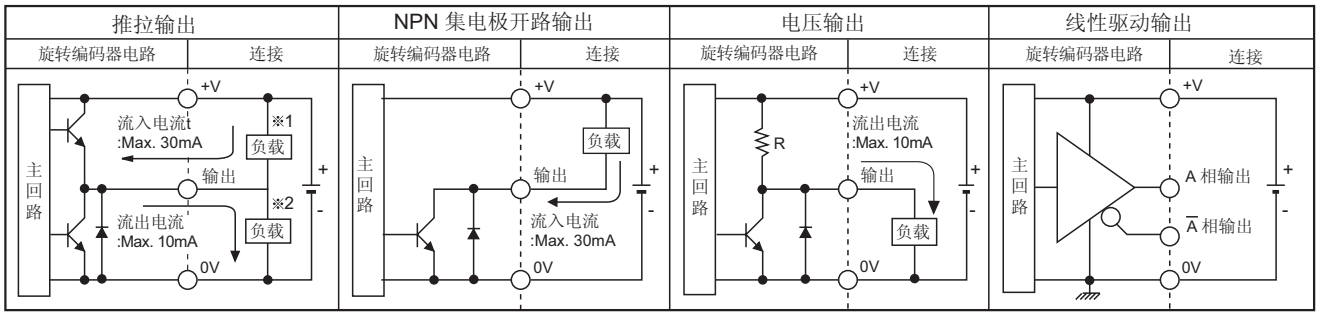 推拉输出
旋转编码器电路
连接
主回路
+V
流入电流t
:Max. 30mA
※1
负载
输出
※2
流出电流
:Max. 10mA
负载
+
-
0V
NPN 集电极开路输出
旋转编码器电路
连接
主回路
+V
负载
输出
流入电流
:Max. 30mA
+
-
0V
电压输出
旋转编码器电路
连接
主回路
+V
R
流出电流
:Max. 10mA
输出
负载
+
-
0V
线性驱动输出
旋转编码器电路
连接
主回路
+V
A 相输出
A̅ 相输出
+
-
0V